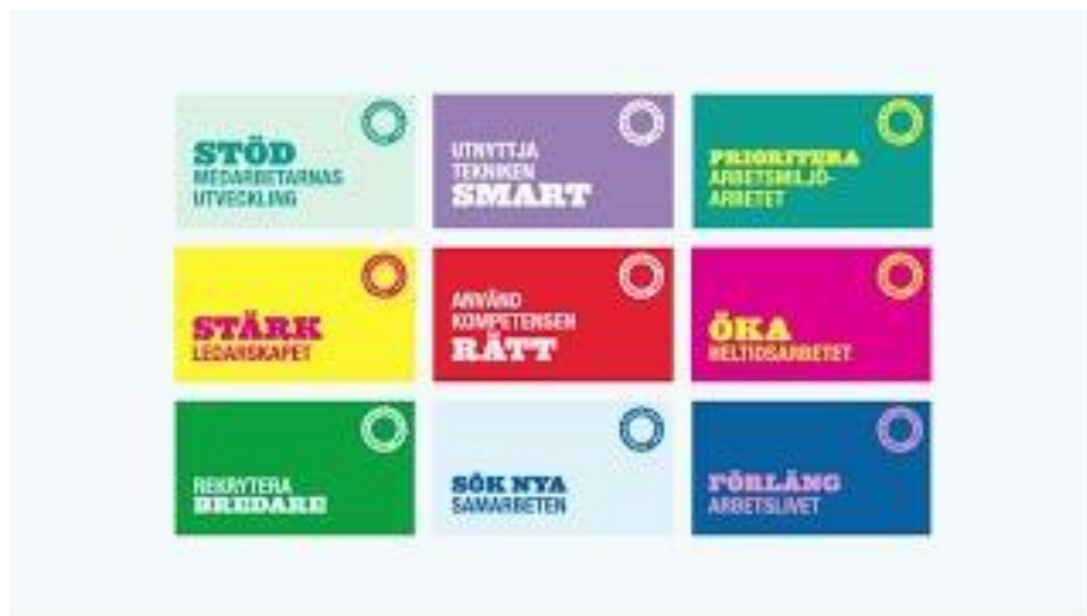 STÖD
MEDARBETARNAS
UTVECKLING
UTNYTTJA
TEKNIKEN
SMART
PRIORITERA
ARBETSMILJÖ-
ARBETET
STÄRK
LEDARSKAPET
ANVÄND
KOMPETENSEN
RÄTT
ÖKA
HELTIDSARBETET
REKRYTERA
BREDARE
SÖK NYA
SAMARBETEN
FÖRLÄNG
ARBETSLIVET